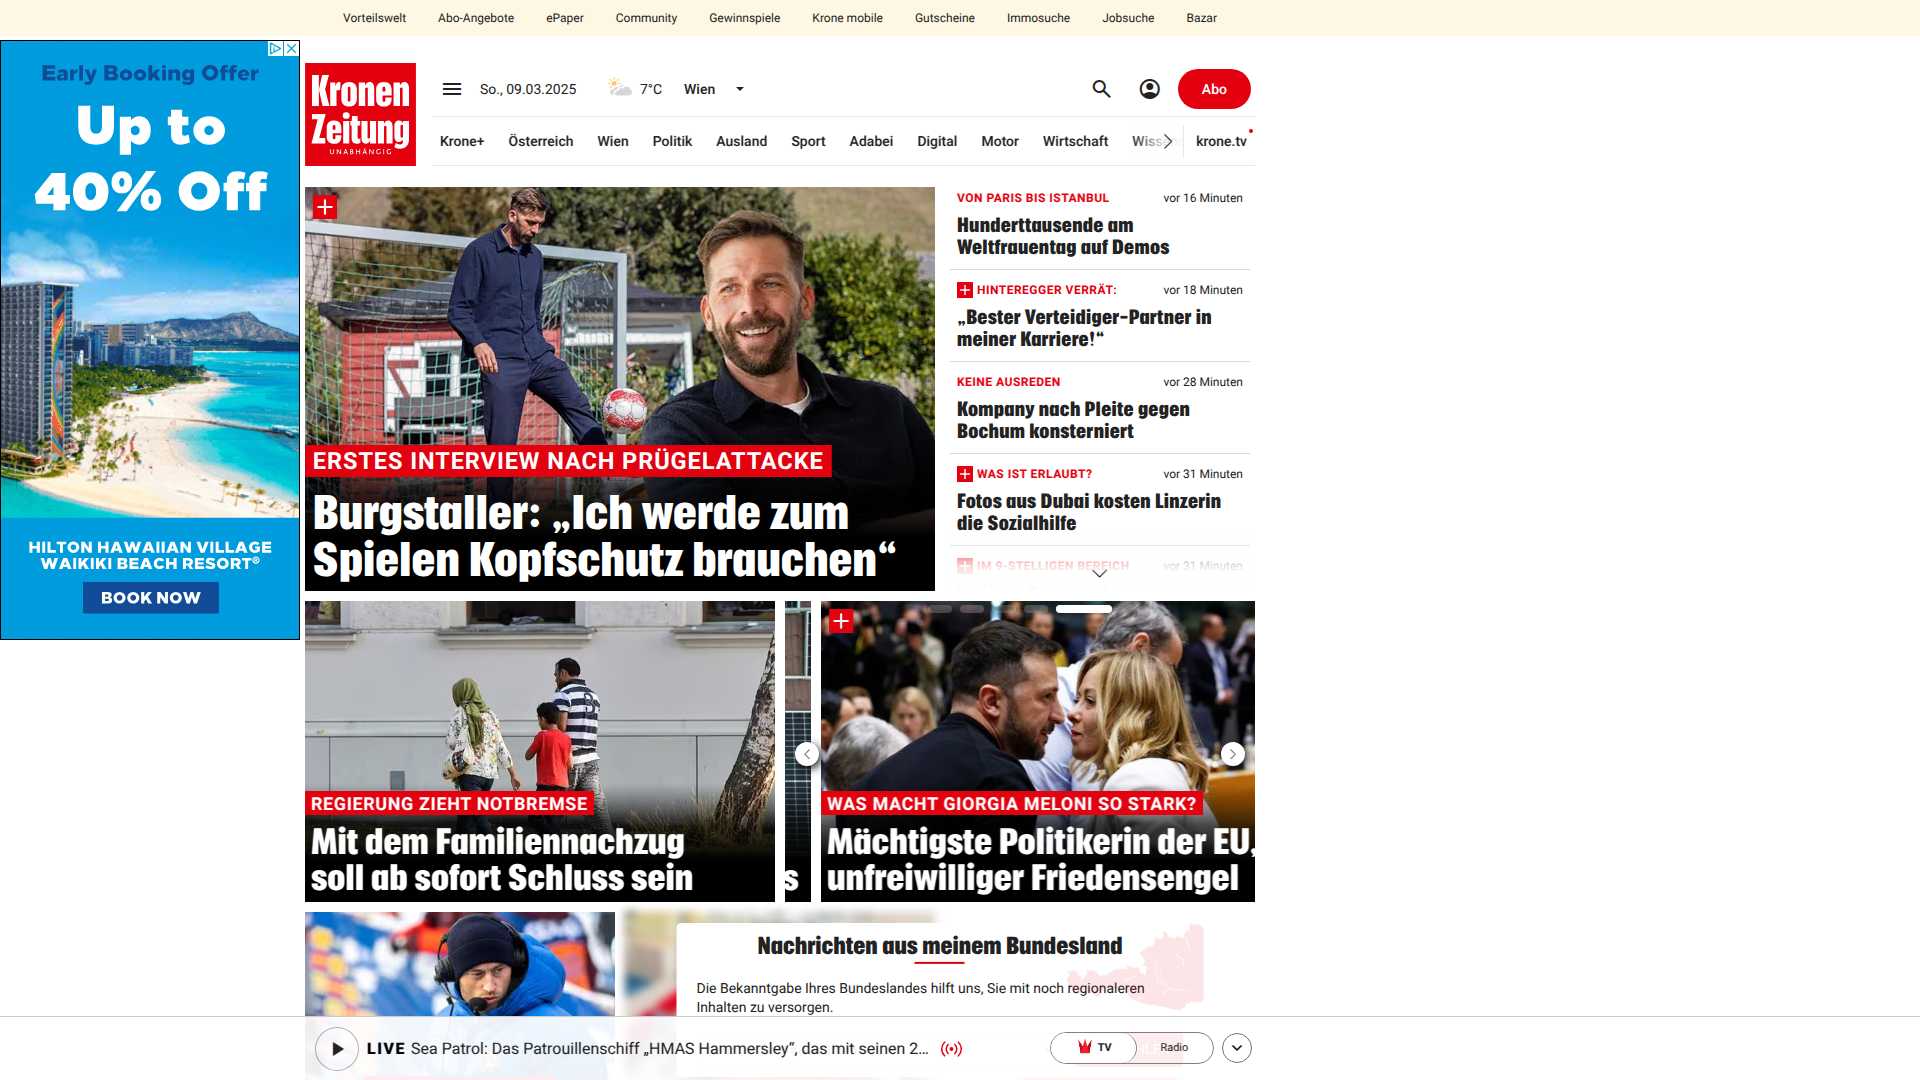 Vorteilswelt
Abo-Angebote
ePaper
Community
Gewinnspiele
Krone mobile
Gutscheine
Immosuche
Jobsuche
Bazar
Early Booking Offer
Up to
40% Off
HILTON HAWAIIAN VILLAGE
WAIKIKI BEACH RESORT®
BOOK NOW
Kronen
Zeitung
UNABHÄNGIG
So., 09.03.2025
7°C
Wien
Abo
Krone+
Österreich
Wien
Politik
Ausland
Sport
Adabei
Digital
Motor
Wirtschaft
krone.tv
ERSTES INTERVIEW NACH PRÜGELATTACKE
Burgstaller: „Ich werde zum
Spielen Kopfschutz brauchen“
VON PARIS BIS ISTANBUL
vor 16 Minuten
Hunderttausende am
Weltfrauentag auf Demos
HINTEREGGER VERRÄT:
vor 18 Minuten
„Bester Verteidiger-Partner in
meiner Karriere!“
KEINE AUSREDEN
vor 28 Minuten
Kompany nach Pleite gegen
Bochum konsterniert
WAS IST ERLAUBT?
vor 31 Minuten
Fotos aus Dubai kosten Linzerin
die Sozialhilfe
IM 9-STELLIGEN BEREICH
vor 31 Minuten
REGIERUNG ZIEHT NOTBREMSE
Mit dem Familiennachzug
soll ab sofort Schluss sein
s
WAS MACHT GIORGIA MELONI SO STARK?
Mächtigste Politikerin der EU,
unfreiwilliger Friedensengel
Nachrichten aus meinem Bundesland
Die Bekanntgabe Ihres Bundeslandes hilft uns, Sie mit noch regionaleren
Inhalten zu versorgen.
LIVE Sea Patrol: Das Patrouillenschiff „HMAS Hammersley“, das mit seinen 2...
TV
Radio